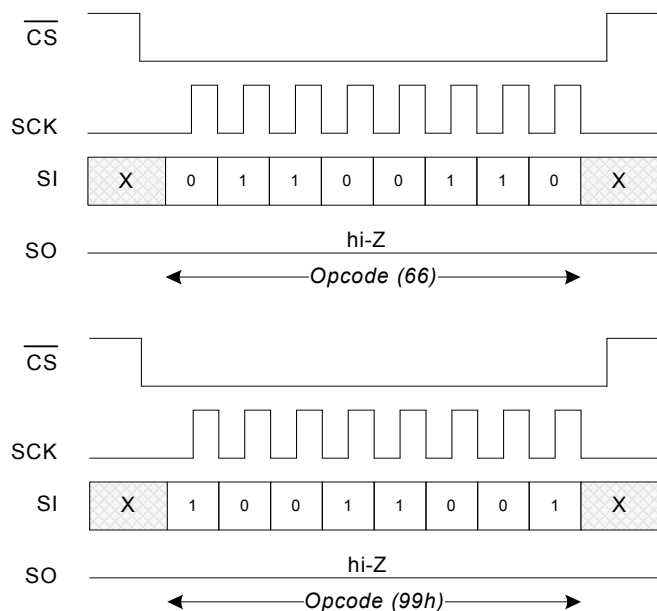 CS
SCK
SI X 0 1 1 0 0 1 1 0 X
hi-Z
SO
Opcode (66)
CS
SCK
SI X 1 0 0 1 1 0 0 1 X
hi-Z
SO
Opcode (99h)